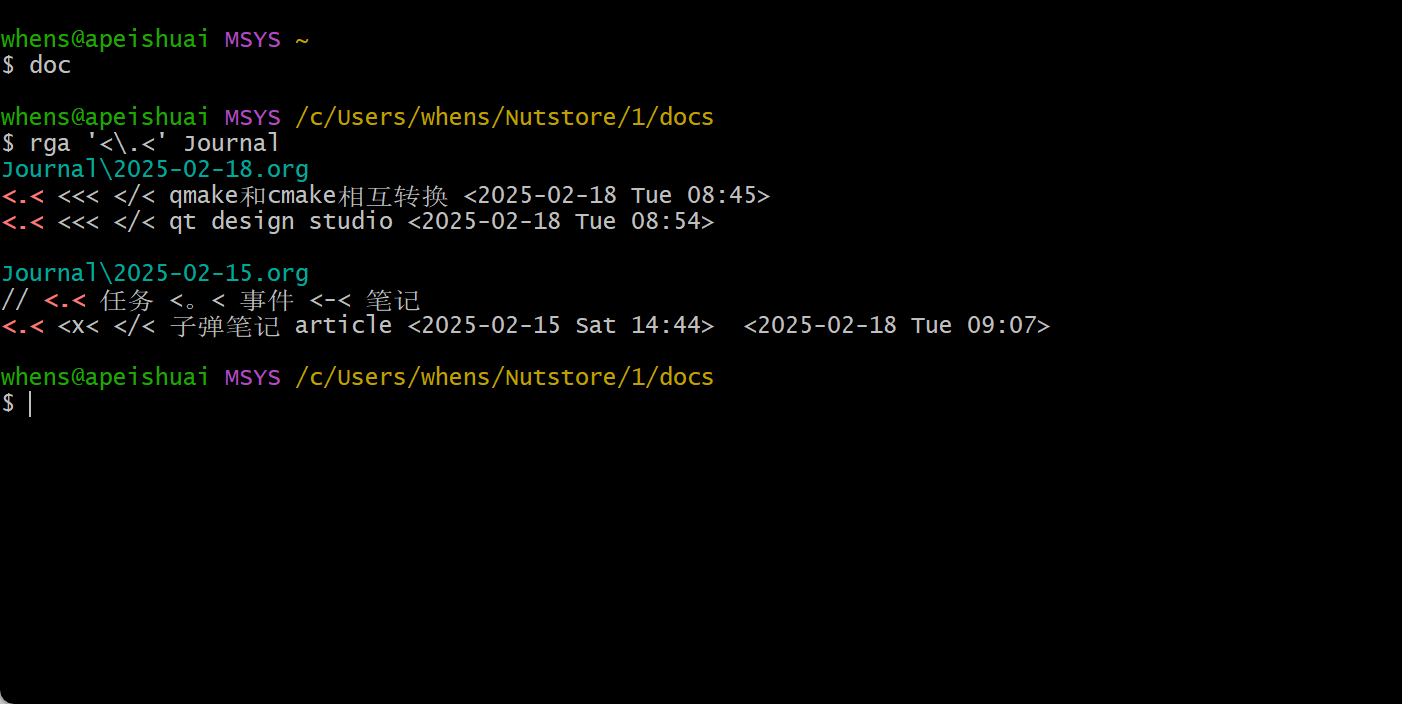 whens@apeishuai MSYS ~
$ doc
whens@apeishuai MSYS /c/Users/whens/Nutstore/1/docs
$ rga '<\.<' Journal
Journal\2025-02-18.org
<.< <<< </< qmake和cmake相互转换 <2025-02-18 Tue 08:45>
<.< <<< </< qt design studio <2025-02-18 Tue 08:54>
Journal\2025-02-15.org
// <.< 任务 <。< 事件 <-< 笔记
<.< <x< </< 子弹笔记 article <2025-02-15 Sat 14:44>  <2025-02-18 Tue 09:07>
whens@apeishuai MSYS /c/Users/whens/Nutstore/1/docs
$